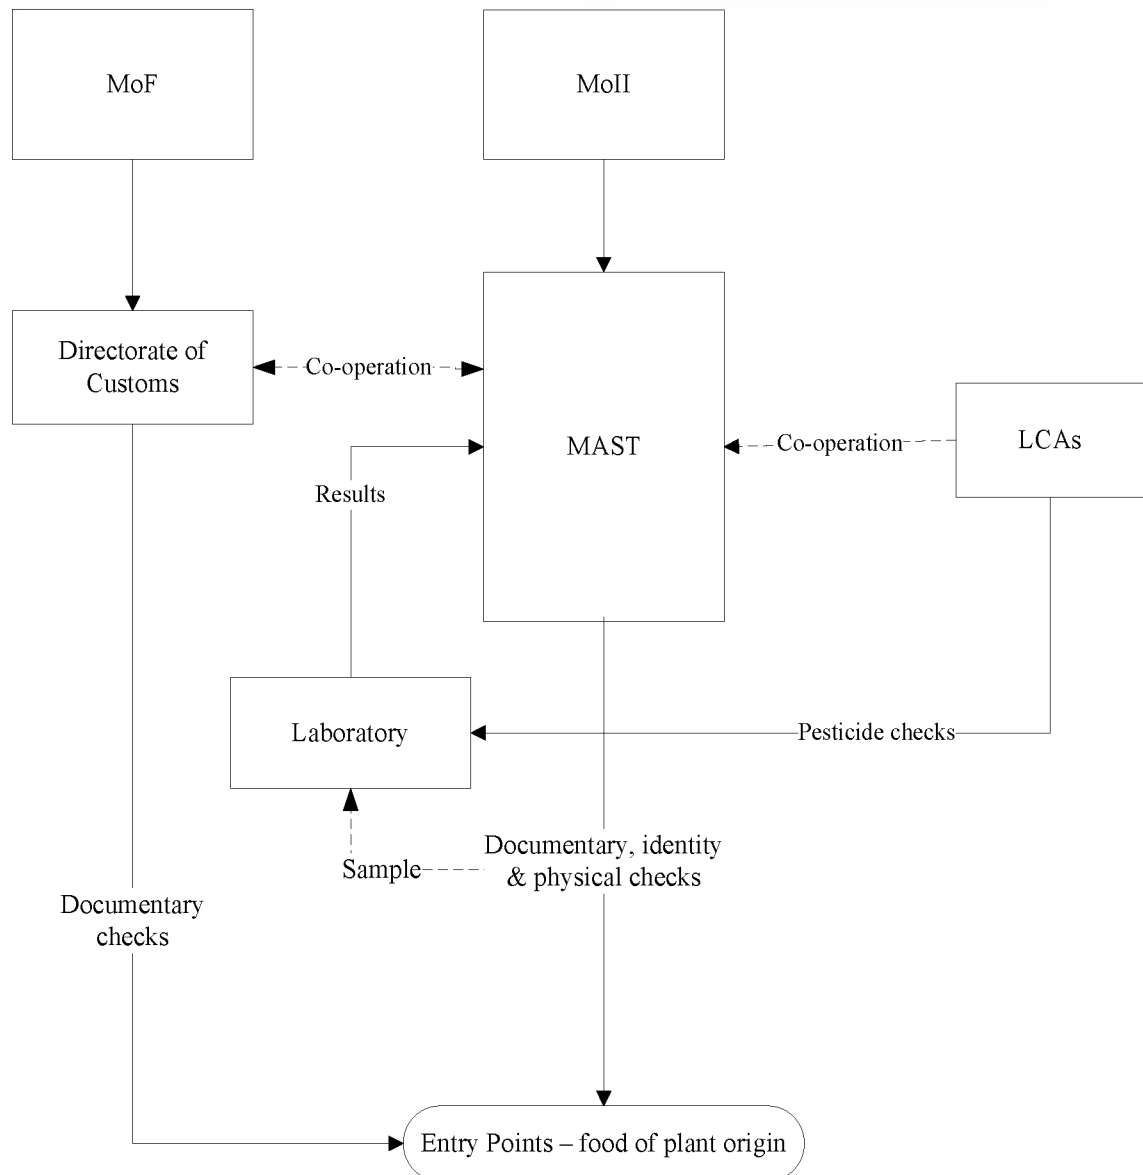 MoF
MoII
Directorate of
Customs
Co-operation
MAST
Co-operation
LCAs
Results
Laboratory
Pesticide checks
Documentary, identity
& physical checks
Sample
Documentary
checks
Entry Points – food of plant origin